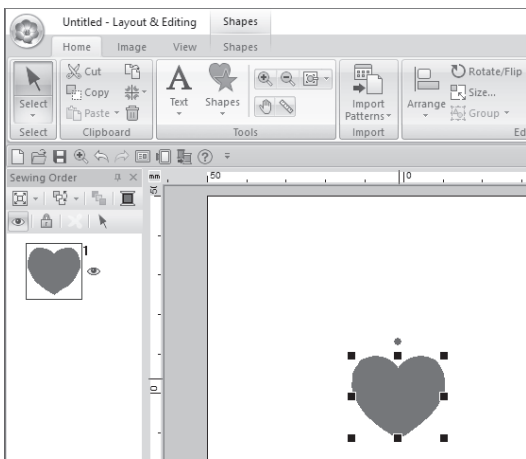 Untitled - Layout & Editing Shapes
Home Image View Shapes
Select
Select
Cut
Copy
Paste
Clipboard
Text
Shapes
Tools
Import
Patterns
Import
Arrange
Rotate/Flip
Size...
Group
Ed
Sewing Order
mm
50
0
1